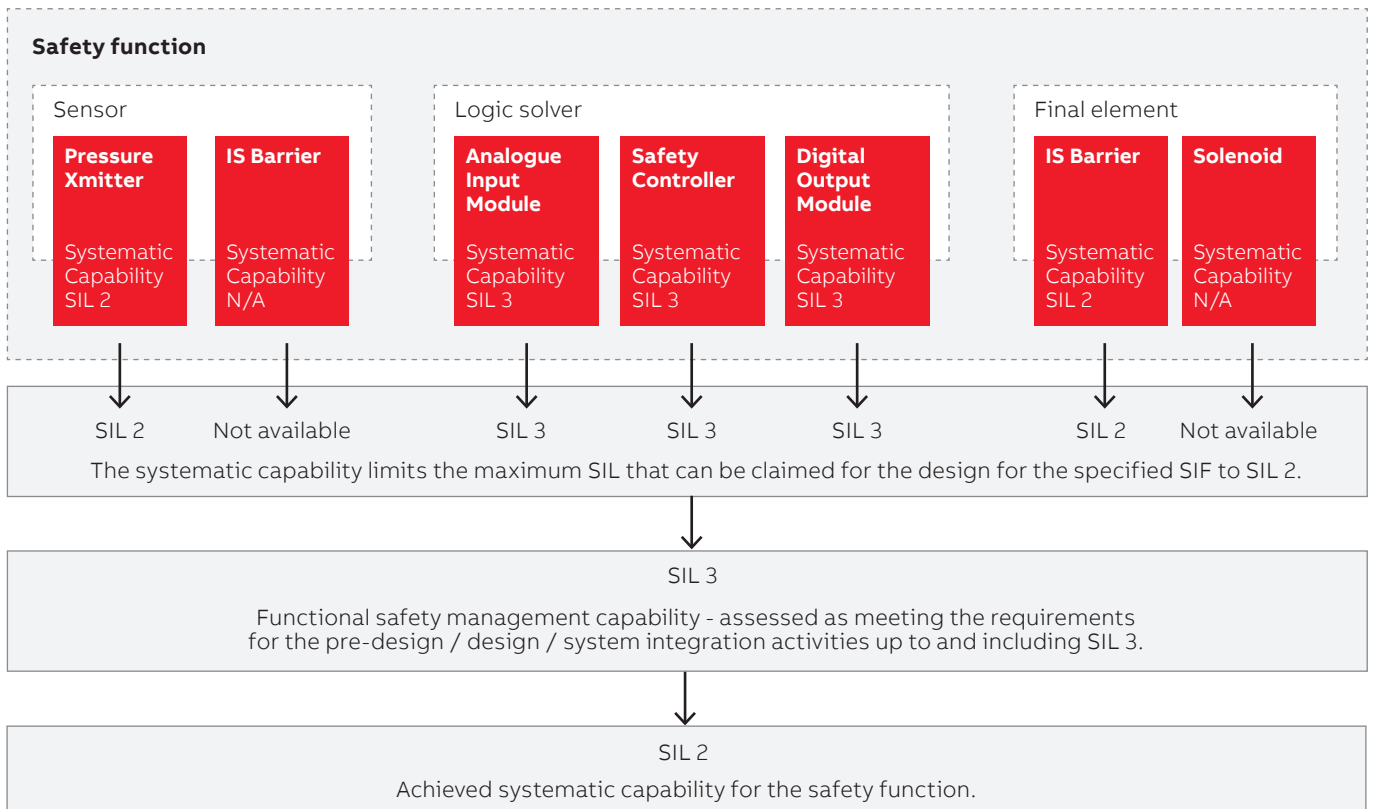 Safety function
Sensor
Pressure
Xmitter
Systematic
Capability
SIL 2
IS Barrier
Systematic
Capability
N/A
Logic solver
Analogue
Input
Module
Systematic
Capability
SIL 3
Safety
Controller
Systematic
Capability
SIL 3
Digital
Output
Module
Systematic
Capability
SIL 3
Final element
IS Barrier
Systematic
Capability
SIL 2
Solenoid
Systematic
Capability
N/A
SIL 2
Not available
SIL 3
SIL 3
SIL 3
SIL 2
Not available
The systematic capability limits the maximum SIL that can be claimed for the design for the specified SIF to SIL 2.
SIL 3
Functional safety management capability - assessed as meeting the requirements
for the pre-design / design / system integration activities up to and including SIL 3.
SIL 2
Achieved systematic capability for the safety function.